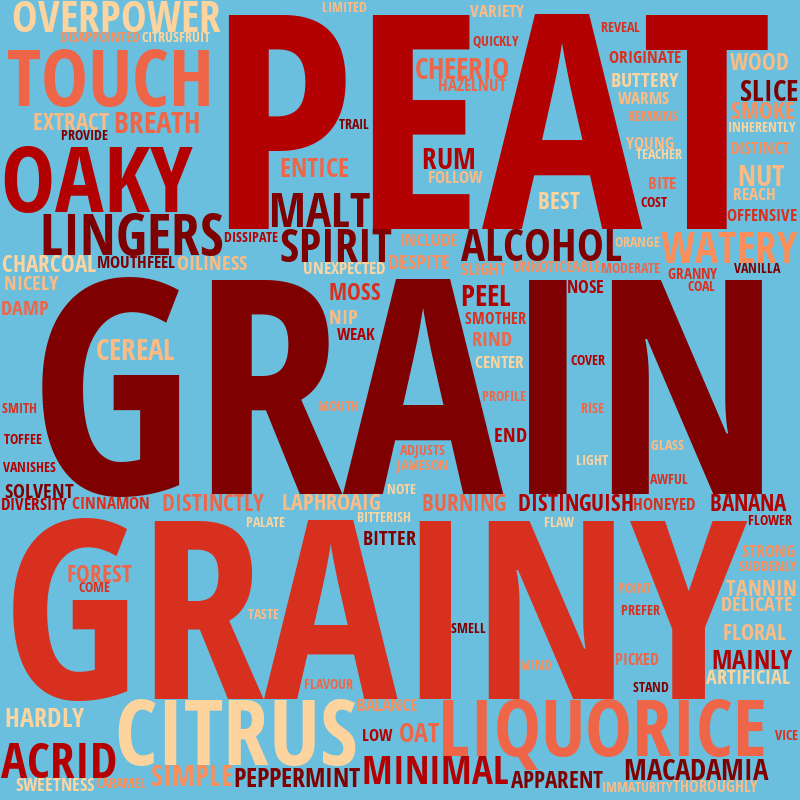 OVERPOWER
LIMITED
VARIETY
REVEAL
DISAPPOINTED
CITRUSFRUIT
QUICKLY
PEAT
TOUCH
CHEERIO
HAZELNUT
ORIGINATE
WOOD
BUTTERY
SLICE
WARMS
SMOKE
EXTRACT
BREATH
PROVIDE
TRAIL
REMAINS
INHERENTLY
OAKY
ENTICE
RUM
FOLLOW
YOUNG
TEACHER
DISTINCT
BITE
NUT
REACH
BEST
COST
OFFENSIVE
MALT
LINGERS
DISSIPATE
SPIRIT
INCLUDE
ALCOHOL
ORANGE
WATERY
CHARCOAL
MOUTHFEEL
OILINESS
UNEXPECTED
DESPITE
SLIGHT
UNNOTICEABLE
MODERATE
GRANNY
VANILLA
NICELY
MOSS
PEEL
NOSE
COAL
DAMP
NIP
WEAK
SMOTHER
RIND
GRAIN
CEREAL
CENTER
COVER
PROFILE
SMITH
MOUTH
RISE
TOFFEE
END
ADJUSTS
JAMESON
GLASS
VANISHES
LIGHT
AWFUL
SOLVENT
NOTE
DIVERSITY
CINNAMON
DISTINCTLY
LAPHROAIG
BURNING
DISTINGUISH
HONEYED
BANANA
PALATE
BITTERISH
FLAW
FLOWER
GRAINY
BITTER
STRONG
SUDDENLY
FOREST
COME
POINT
TANNIN
TASTE
PREFER
DELICATE
SMELL
FLORAL
MIND
PICKED
MAINLY
FLAVOUR
STAND
ARTIFICIAL
HARDLY
CITRUS
BALANCE
LOW
OAT
LIQUORICE
VICE
ACRID
SWEETNESS
CARAMEL
SIMPLE
PEPPERMINT
MINIMAL
APPARENT
MACADAMIA
IMMATURITY
THOROUGHLY